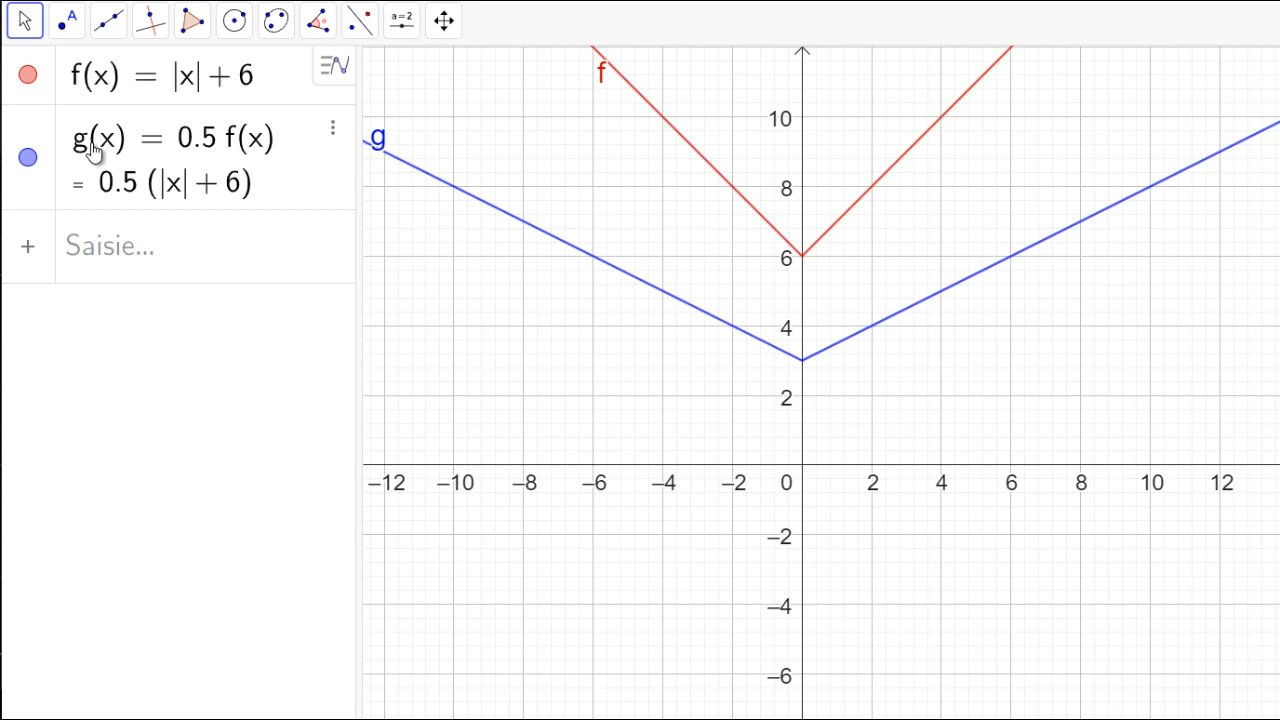 A
a=2
f(x) = |x| + 6
g(x) = 0.5 f(x)
= 0.5 (|x| + 6)
+ Saisie...
f
g
10
8
6
4
2
–12 –10 –8 –6 –4 –2 0 2 4 6 8 10 12
–2
–4
–6